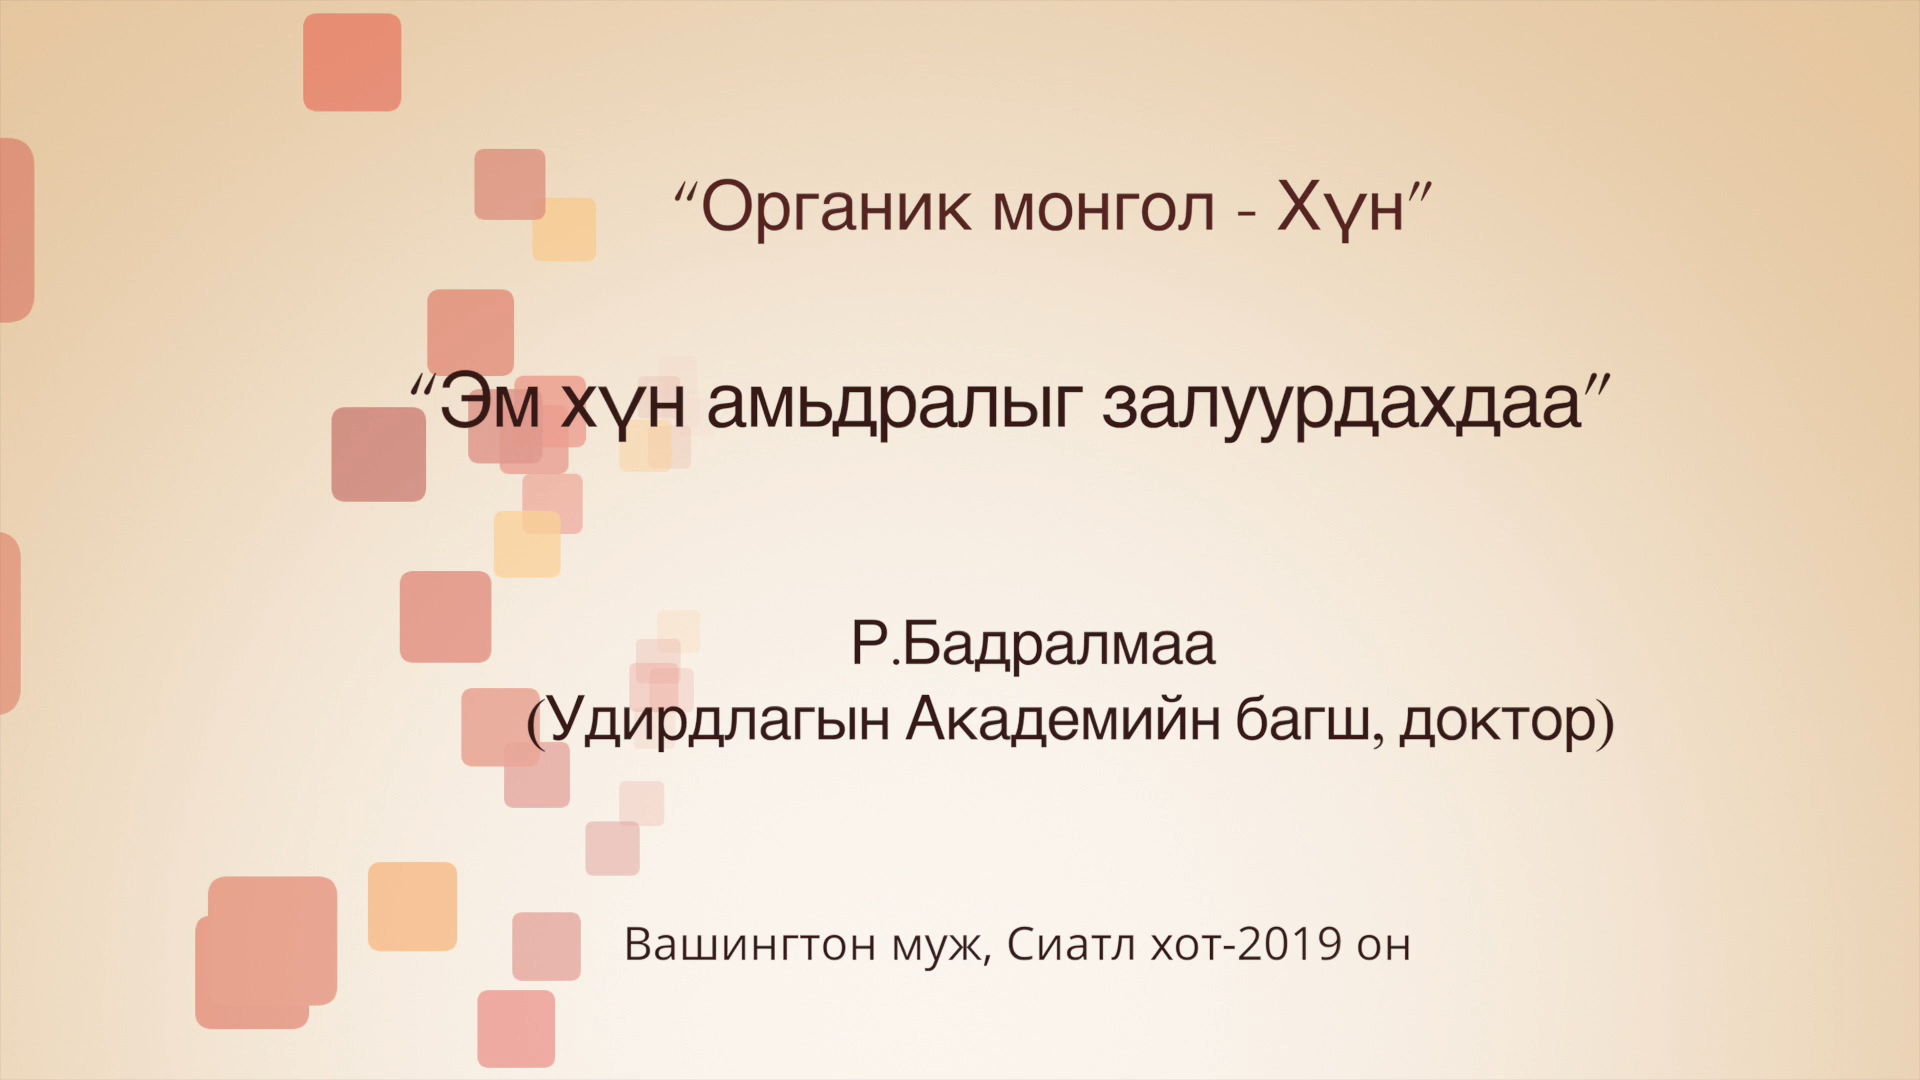 “Органик монгол - Хүн”
“Эм хүн амьдралыг залуурдахдаа”
Р.Бадралмаа
(Удирдлагын Академийн багш, доктор)
Вашингтон муж, Сиатл хот-2019 он